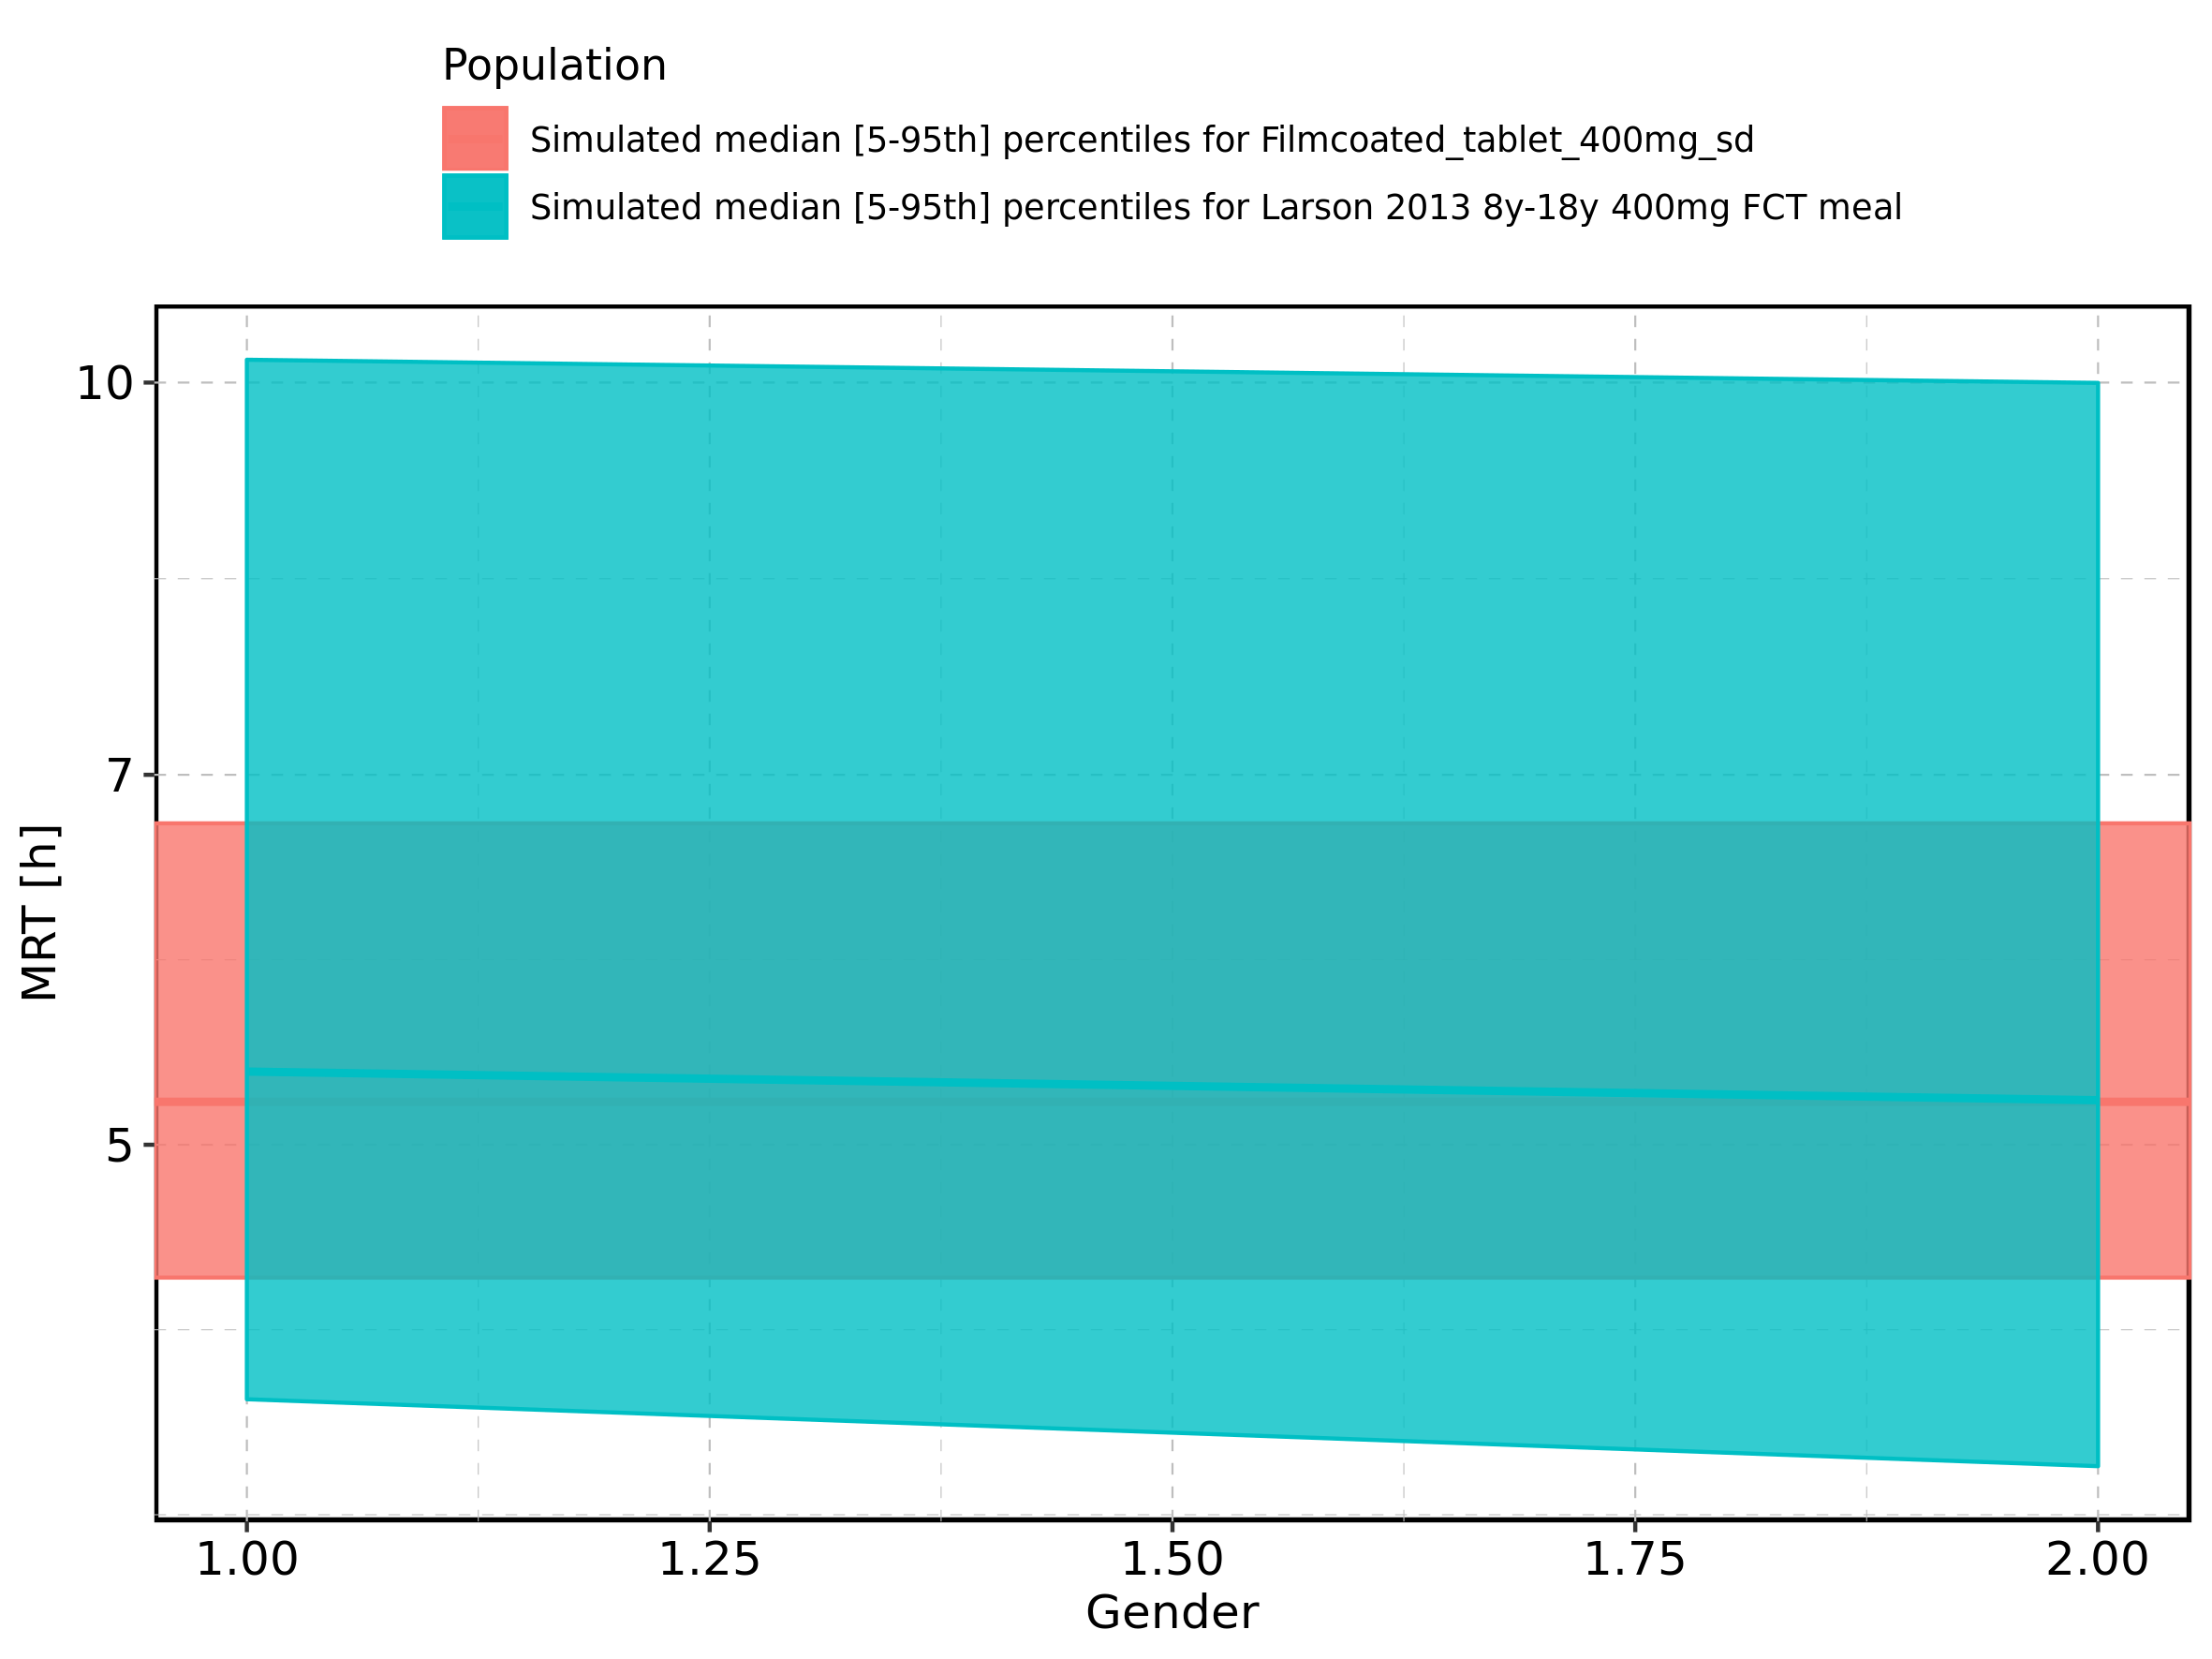 Population
Simulated median [5-95th] percentiles for Filmcoated_tablet_400mg_sd
Simulated median [5-95th] percentiles for Larson 2013 8y-18y 400mg FCT meal
10
7
5
MRT [h]
1.00 1.25 1.50 1.75 2.00
Gender